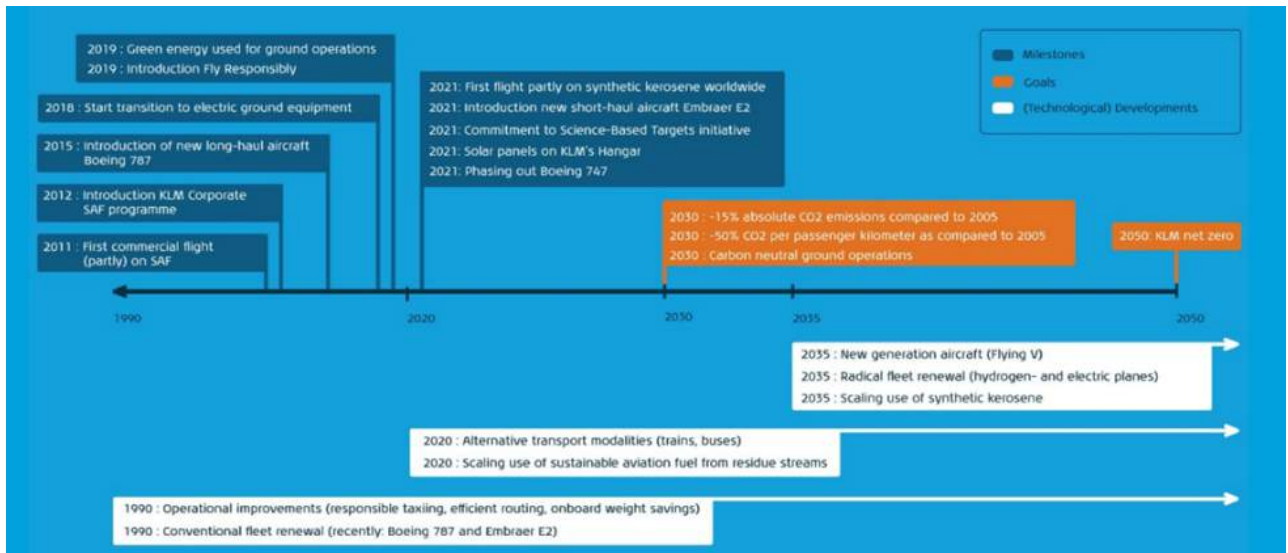 2019 : Green energy used for ground operations
2019 : Introduction Fly Responsibly
2018 : Start transition to electric ground equipment
2015 : Introduction of new long-haul aircraft
Boeing 787
2012 : Introduction KLM Corporate
SAF programme
2011 : First commercial flight
(partly) on SAF
2021: First flight partly on synthetic kerosene worldwide
2021: Introduction new short-haul aircraft Embraer E2
2021: Commitment to Science-Based Targets initiative
2021: Solar panels on KLM's Hangar
2021: Phasing out Boeing 747
Milestones
Goals
(Technological) Developments
2030 : -15% absolute CO2 emissions compared to 2005
2030 : -50% CO2 per passenger kilometer as compared to 2005
2030 : Carbon neutral ground operations
2050: KLM net zero
1990
2020
2030
2035
2050
2035 : New generation aircraft (Flying V)
2035 : Radical fleet renewal (hydrogen- and electric planes)
2035 : Scaling use of synthetic kerosene
2020 : Alternative transport modalities (trains, buses)
2020 : Scaling use of sustainable aviation fuel from residue streams
1990 : Operational improvements (responsible taxiing, efficient routing, onboard weight savings)
1990 : Conventional fleet renewal (recently: Boeing 787 and Embraer E2)